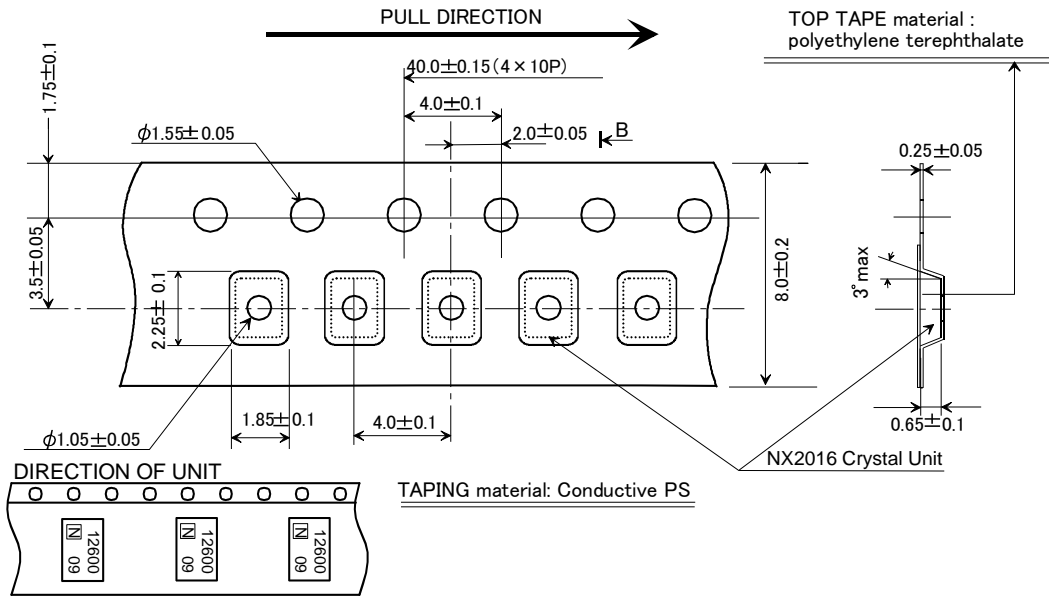 PULL DIRECTION
TOP TAPE material :
polyethylene terephthalate
1.75±0.1
40.0±0.15(4×10P)
4.0±0.1
φ1.55±0.05
2.0±0.05
B
0.25±0.05
3.5±0.05
2.25± 0.1
8.0±0.2
3°max
1.85±0.1
4.0±0.1
0.65±0.1
φ1.05±0.05
NX2016 Crystal Unit
DIRECTION OF UNIT
TAPING material: Conductive PS
12600
N 09
12600
N 09
12600
N 09